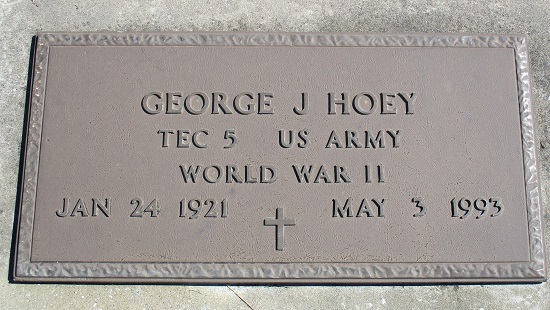 GEORGE J HOEY
TEC 5 US ARMY
WORLD WAR II
JAN 24 1921 MAY 3 1993